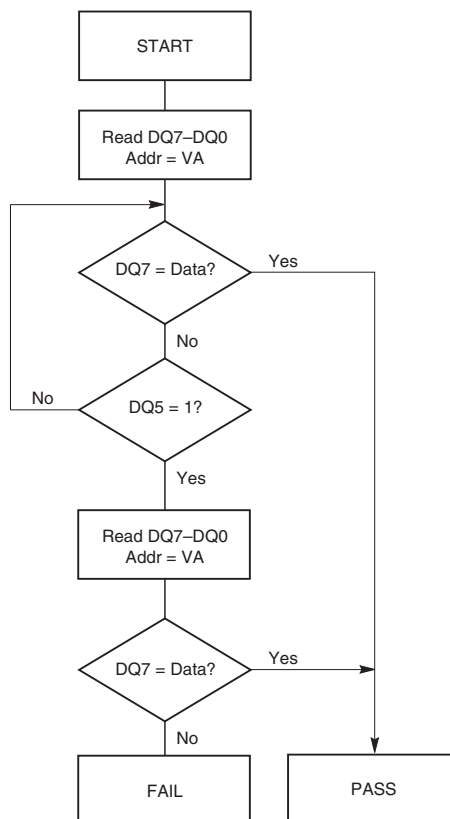 START
Read DQ7–DQ0
Addr = VA
DQ7 = Data?
Yes
No
No
DQ5 = 1?
Yes
Read DQ7–DQ0
Addr = VA
DQ7 = Data?
Yes
No
FAIL
PASS